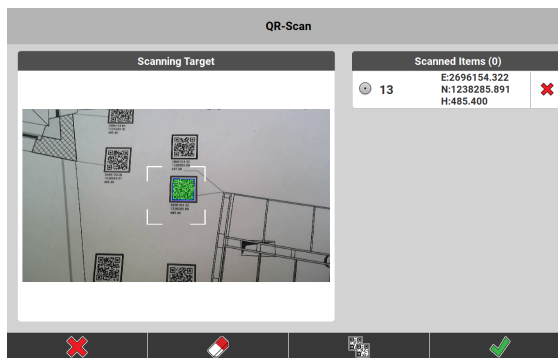 QR-Scan
Scanning Target
Scanned Items (0)
13
E:2696154.322
N:1238285.891
H:485.400